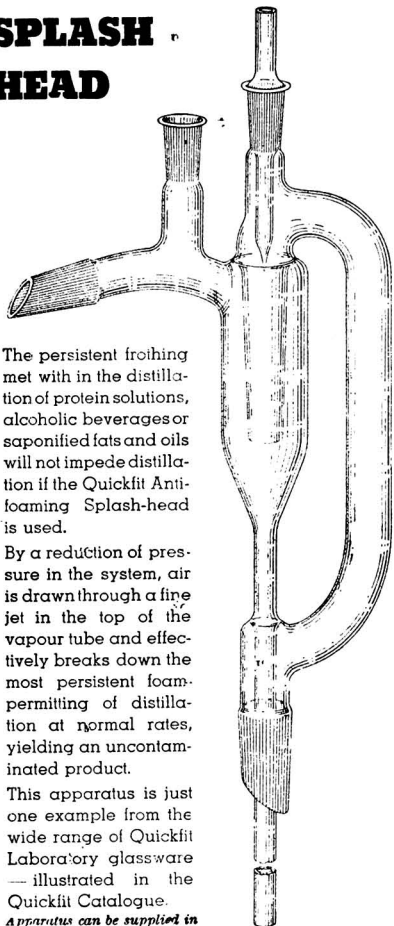 SPLASH
HEAD
The persistent frothing
met with in the distilla-
tion of protein solutions,
alcoholic beverages or
saponified fats and oils
will not impede distilla-
tion if the Quickfit Anti-
foaming Splash-head
is used.
By a reduction of pres-
sure in the system, air
is drawn through a fine
jet in the top of the
vapour tube and effec-
tively breaks down the
most persistent foam
permitting of distilla-
tion at normal rates,
yielding an uncontam-
inated product.
This apparatus is just
one example from the
wide range of Quickfit
Laboratory glassware
— illustrated in the
Quickfit Catalogue.
Apparatus can be supplied in